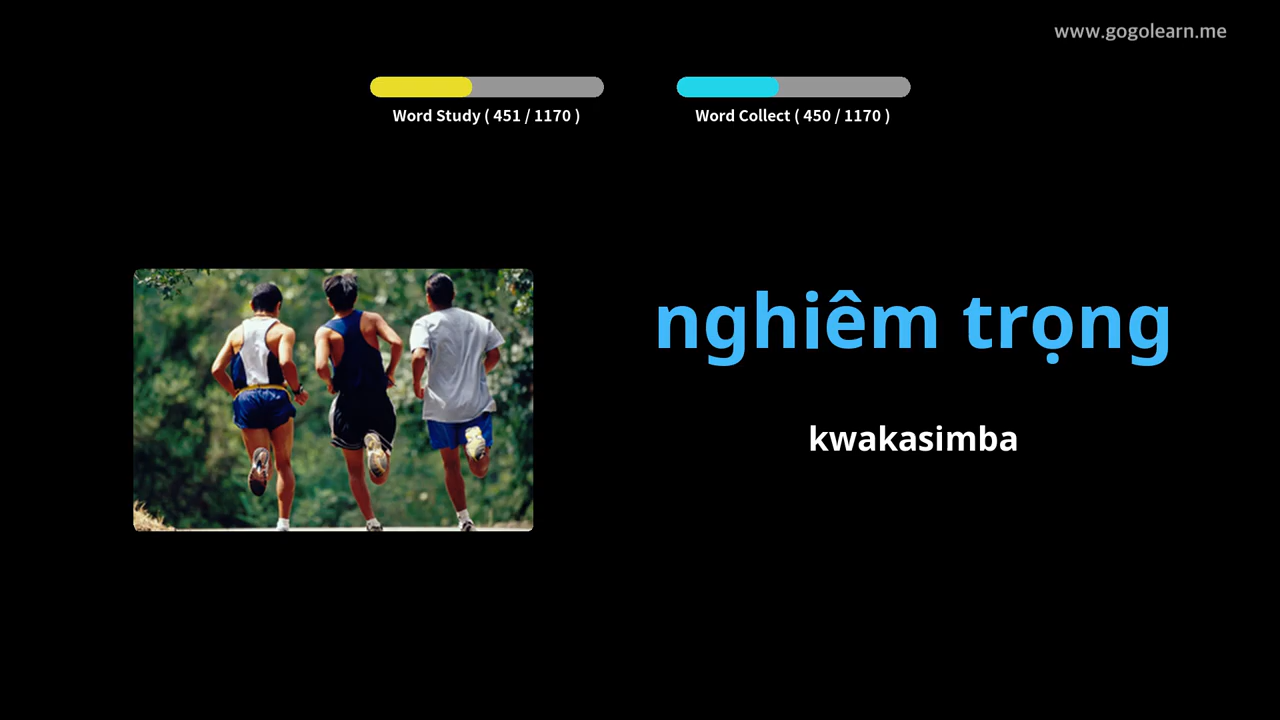 www.gogolearn.me
Word Study ( 451 / 1170 )
Word Collect ( 450 / 1170 )
nghiêm trọng
kwakasimba